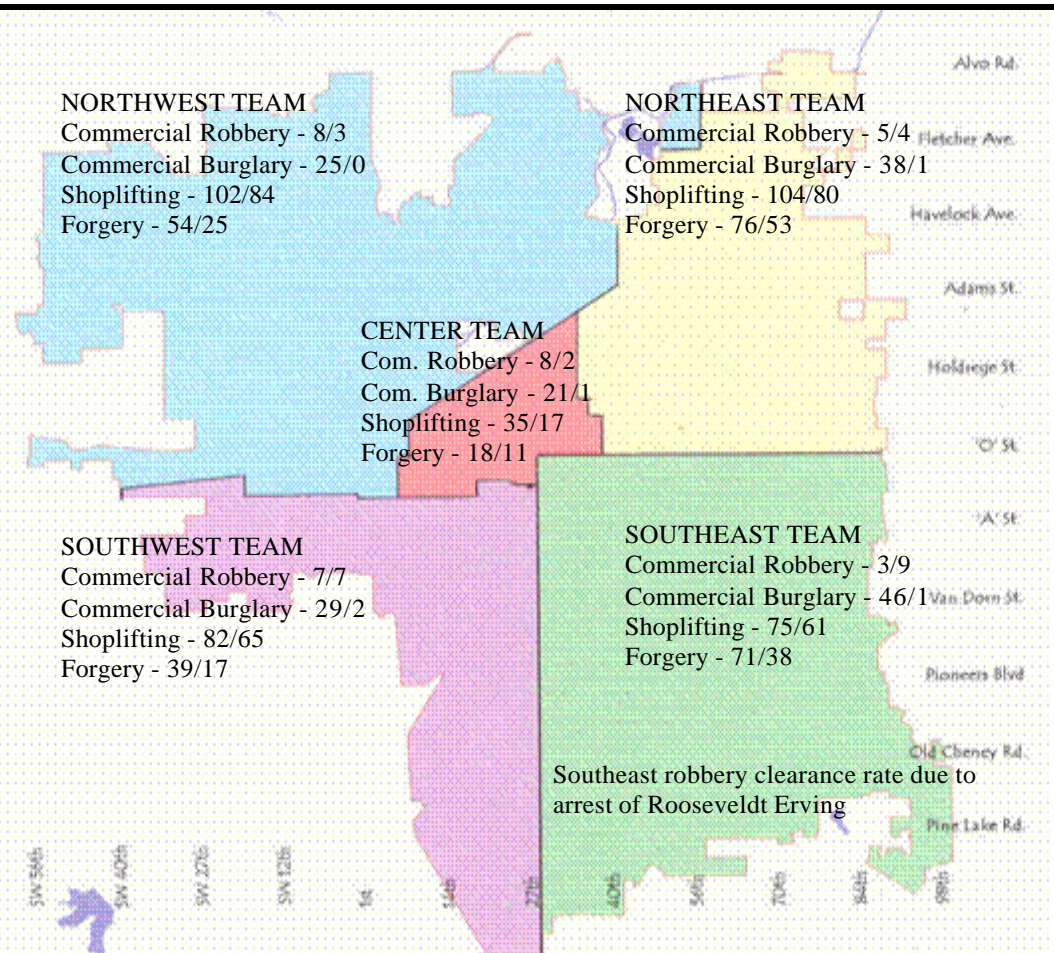 NORTHWEST TEAM
Commercial Robbery - 8/3
Commercial Burglary - 25/0
Shoplifting - 102/84
Forgery - 54/25
NORTHEAST TEAM
Commercial Robbery - 5/4
Commercial Burglary - 38/1
Shoplifting - 104/80
Forgery - 76/53
CENTER TEAM
Com. Robbery - 8/2
Com. Burglary - 21/1
Shoplifting - 35/17
Forgery - 18/11
SOUTHWEST TEAM
Commercial Robbery - 7/7
Commercial Burglary - 29/2
Shoplifting - 82/65
Forgery - 39/17
SOUTHEAST TEAM
Commercial Robbery - 3/9
Commercial Burglary - 46/1
Shoplifting - 75/61
Forgery - 71/38
Southeast robbery clearance rate due to
arrest of Rooseveldt Erving
Alvo Rd.
Fletcher Ave.
Havelock Ave.
Adams St.
Holdrege St.
'O' St.
'A' St.
Van Dorn St.
Pioneers Blvd
Old Cheney Rd.
Pine Lake Rd.
SW 56th
SW 40th
SW 27th
SW 12th
1st
14th
27th
40th
56th
70th
84th
98th